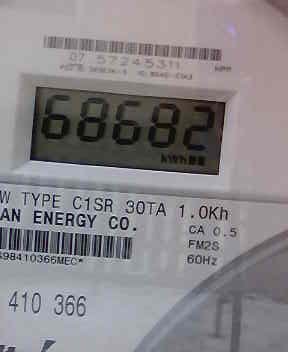 07 57245311
68682
kWh
W TYPE C1SR 30TA 1.0Kh
AN ENERGY CO.
CA 0.5
FM2S
60Hz
98410366MEC*
410 366